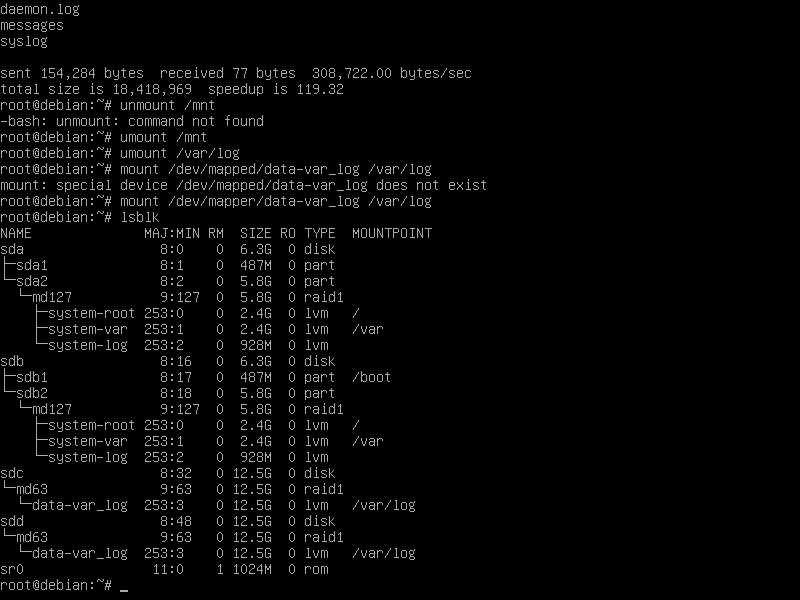 daemon.log
messages
syslog

sent 154,284 bytes  received 77 bytes  308,722.00 bytes/sec
total size is 18,418,969  speedup is 119.32
root@debian:~# unmount /mnt
-bash: unmount: command not found
root@debian:~# umount /mnt
root@debian:~# umount /var/log
root@debian:~# mount /dev/mapped/data-var_log /var/log
mount: special device /dev/mapped/data-var_log does not exist
root@debian:~# mount /dev/mapper/data-var_log /var/log
root@debian:~# lsblk
NAME              MAJ:MIN RM  SIZE RO TYPE  MOUNTPOINT
sda                 8:0    0  6.3G  0 disk
├─sda1              8:1    0  487M  0 part
└─sda2              8:2    0  5.8G  0 part
  └─md127           9:127  0  5.8G  0 raid1
    ├─system-root 253:0    0  2.4G  0 lvm   /
    ├─system-var  253:1    0  2.4G  0 lvm   /var
    └─system-log  253:2    0  928M  0 lvm
sdb                 8:16   0  6.3G  0 disk
├─sdb1              8:17   0  487M  0 part  /boot
└─sdb2              8:18   0  5.8G  0 part
  └─md127           9:127  0  5.8G  0 raid1
    ├─system-root 253:0    0  2.4G  0 lvm   /
    ├─system-var  253:1    0  2.4G  0 lvm   /var
    └─system-log  253:2    0  928M  0 lvm
sdc                 8:32   0 12.5G  0 disk
└─md63              9:63   0 12.5G  0 raid1
  └─data-var_log  253:3    0 12.5G  0 lvm   /var/log
sdd                 8:48   0 12.5G  0 disk
└─md63              9:63   0 12.5G  0 raid1
  └─data-var_log  253:3    0 12.5G  0 lvm   /var/log
sr0                11:0    1 1024M  0 rom
root@debian:~# _